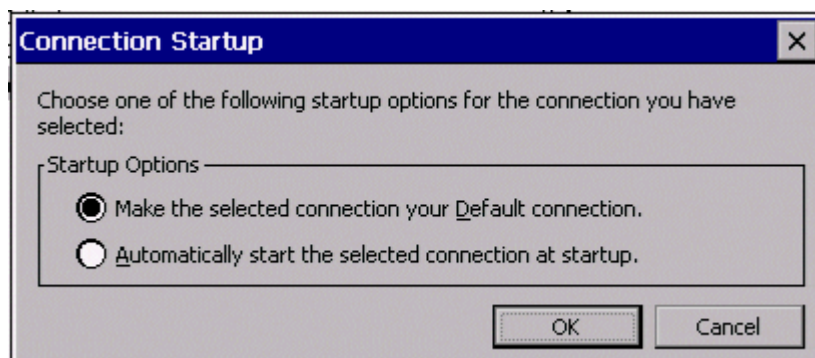 Connection Startup
Choose one of the following startup options for the connection you have
selected:
Startup Options
Make the selected connection your Default connection.
Automatically start the selected connection at startup.
OK Cancel